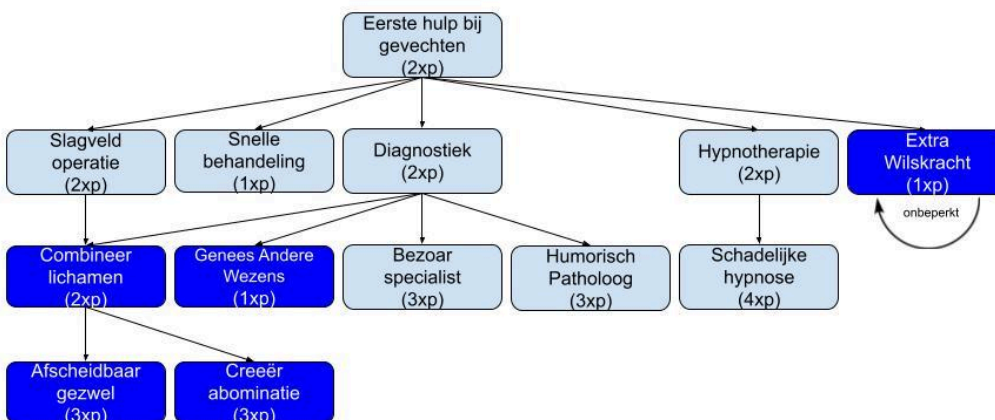 Eerste hulp bij
gevechten
(2xp)
Slagveld
operatie
(2xp)
Snelle
behandeling
(1xp)
Diagnostiek
(2xp)
Hypnotherapie
(2xp)
Extra
Wilskracht
(1xp)
onbeperkt
Combineer
lichamen
(2xp)
Genees Andere
Wezens
(1xp)
Bezoar
specialist
(3xp)
Humorisch
Patholoog
(3xp)
Schadelijke
hypnose
(4xp)
Afscheidbaar
gezwel
(3xp)
Creeër
abominatie
(3xp)